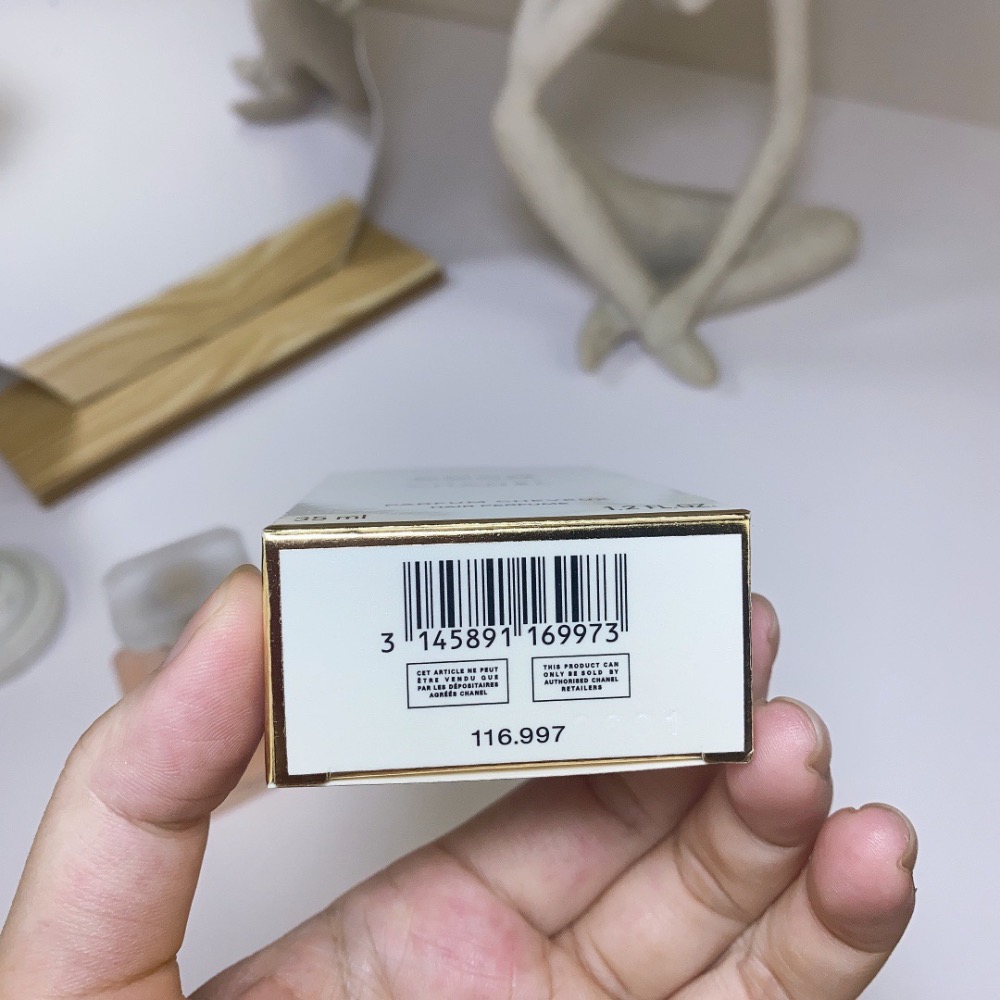 PARFUM CHEVEUX
HAIR PERFUME
35 ml
1.2 FL.OZ.
3 145891 169973
CET ARTICLE NE PEUT
ÊTRE VENDU QUE
PAR LES DÉPOSITAIRES
AGRÉÉS CHANEL
THIS PRODUCT CAN
ONLY BE SOLD BY
AUTHORISED CHANEL
RETAILERS
116.997